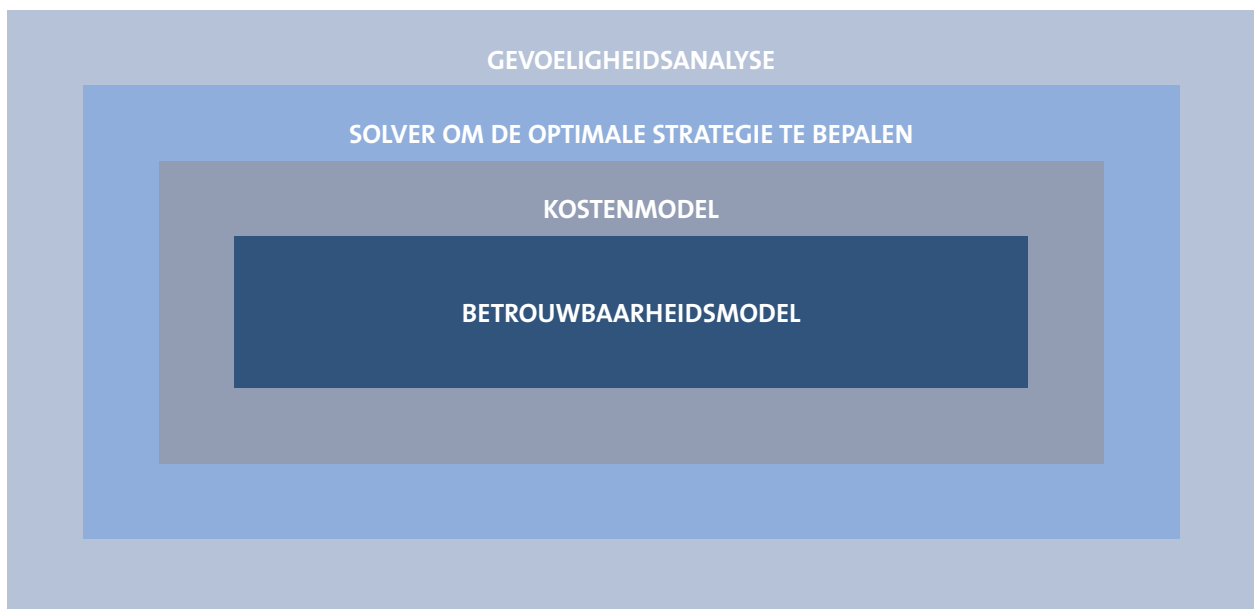 GEVOELIGHEIDSANALYSE
SOLVER OM DE OPTIMALE STRATEGIE TE BEPALEN
KOSTENMODEL
BETROUWBAARHEIDSMODEL